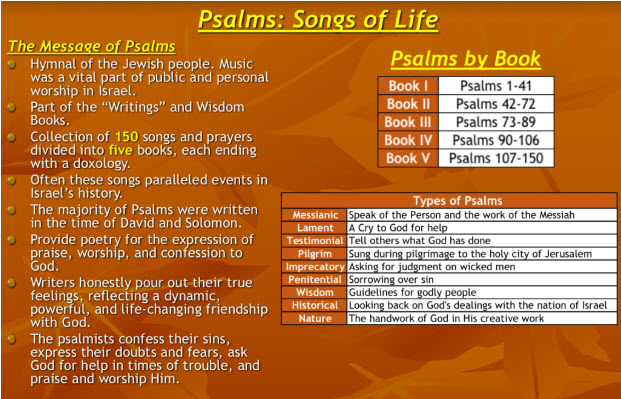 Psalms: Songs of Life
The Message of Psalms
Hymnal of the Jewish people. Music
was a vital part of public and personal
worship in Israel.
Part of the “Writings” and Wisdom
Books.
Collection of 150 songs and prayers
divided into five books, each ending
with a doxology.
Often these songs paralleled events in
Israel’s history.
The majority of Psalms were written
in the time of David and Solomon.
Provide poetry for the expression of
praise, worship, and confession to
God.
Writers honestly pour out their true
feelings, reflecting a dynamic,
powerful, and life-changing friendship
with God.
The psalmists confess their sins,
express their doubts and fears, ask
God for help in times of trouble, and
praise and worship Him.
Psalms by Book
Book I Psalms 1-41
Book II Psalms 42-72
Book III Psalms 73-89
Book IV Psalms 90-106
Book V Psalms 107-150
Types of Psalms
Messianic Speak of the Person and the work of the Messiah
Lament A Cry to God for help
Testimonial Tell others what God has done
Pilgrim Sung during pilgrimage to the holy city of Jerusalem
Imprecatory Asking for judgment on wicked men
Penitential Sorrowing over sin
Wisdom Guidelines for godly people
Historical Looking back on God's dealings with the nation of Israel
Nature The handwork of God in His creative work